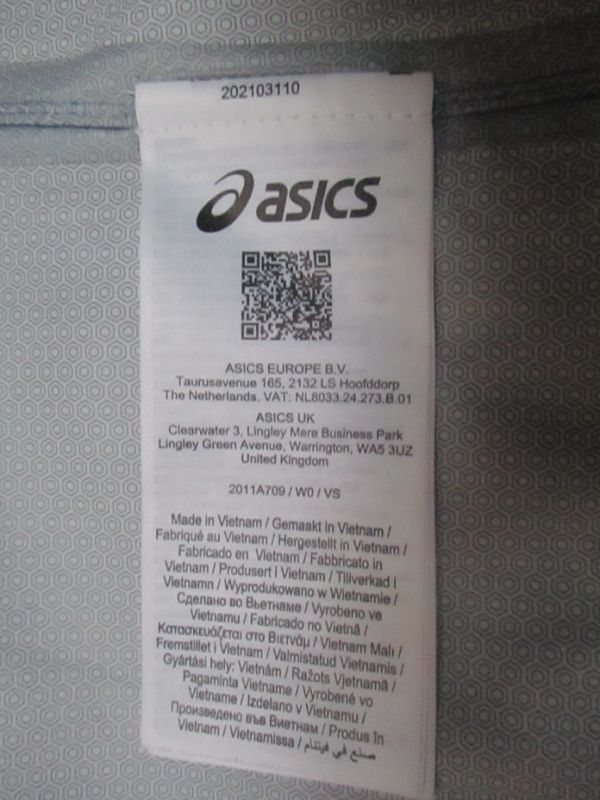 202103110
asics
ASICS EUROPE B.V.
Taurusavenue 165, 2132 LS Hoofddorp
The Netherlands. VAT: NL8033.24.273.B.01
ASICS UK
Clearwater 3, Lingley Mere Business Park
Lingley Green Avenue, Warrington, WA5 3UZ
United Kingdom
2011A709 / W0 / VS
Made in Vietnam / Gemaakt in Vietnam /
Fabriqué au Vietnam / Hergestellt in Vietnam /
Fabricado en Vietnam / Fabbricato in
Vietnam / Produsert i Vietnam / Tillverkad i
Vietnamn / Wyprodukowano w Wietnamie /
Сделано во Вьетнаме / Vyrobeno ve
Vietnamu / Fabricado no Vietnã /
Κατασκευάζεται στο Βιετνάμ / Vietnam Malı /
Fremstillet i Vietnam / Valmistatud Vietnamis /
Gyártási hely: Vietnám / Ražots Vjetnamā /
Pagaminta Vietname / Vyrobené vo
Vietname / Izdelano v Vietnamu /
Произведено във Виетнам / Produs în
Vietnam / Vietnamissa / صنع في فيتنام